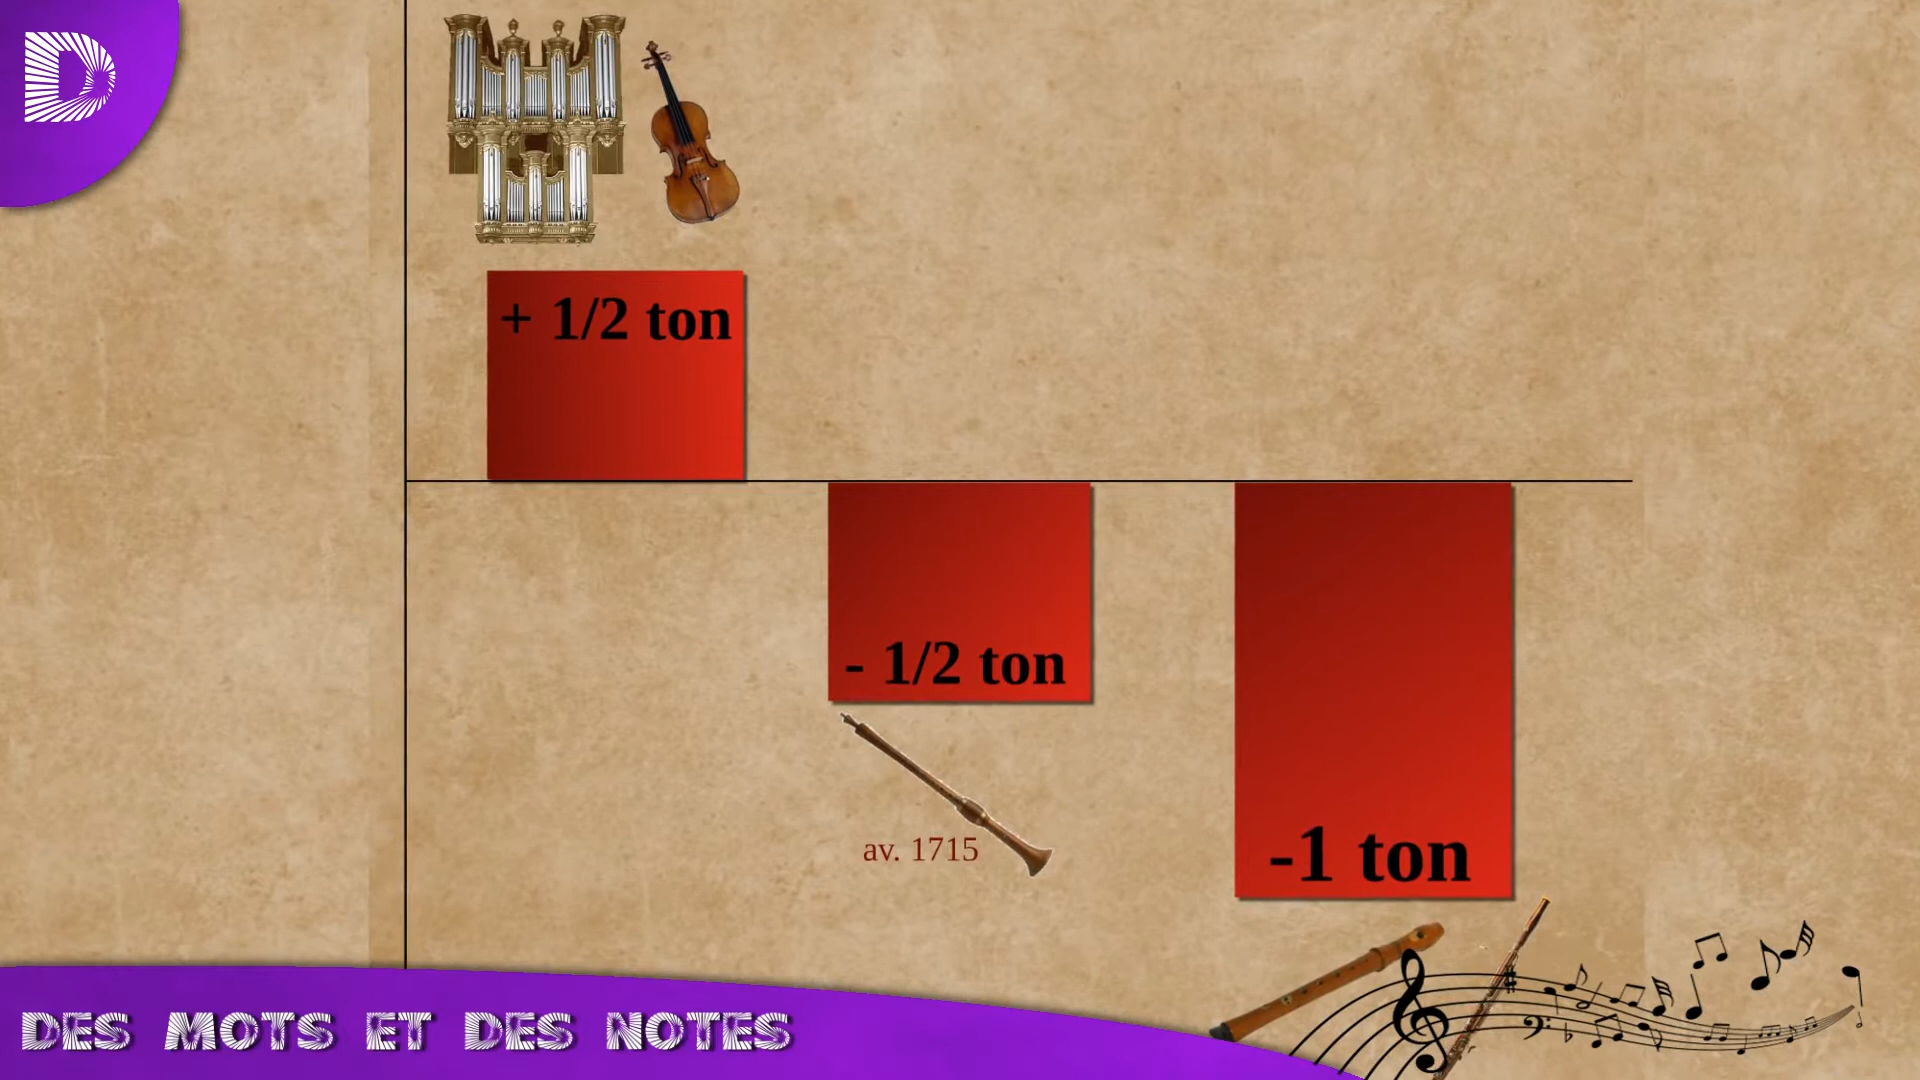 D
+ 1/2 ton
- 1/2 ton
av. 1715
-1 ton
DES MOTS ET DES NOTES